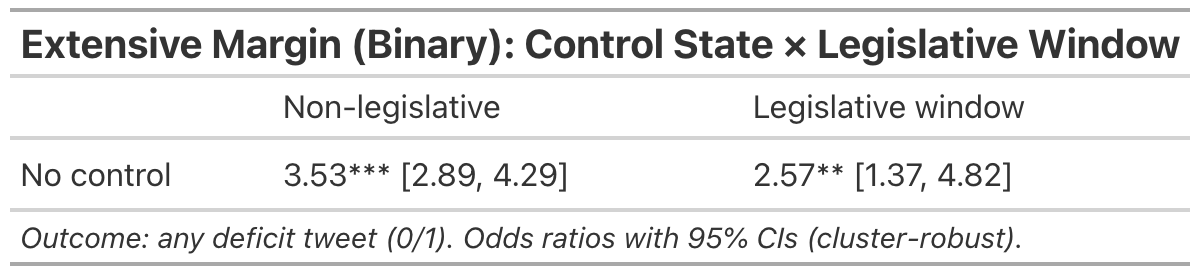 Extensive Margin (Binary): Control State × Legislative Window
Non-legislative Legislative window
No control 3.53*** [2.89, 4.29] 2.57** [1.37, 4.82]
Outcome: any deficit tweet (0/1). Odds ratios with 95% CIs (cluster-robust).